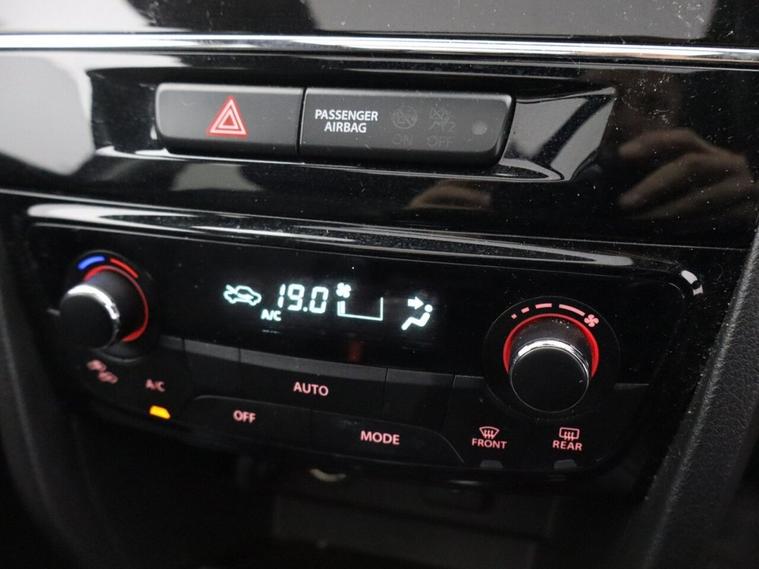 PASSENGER
AIRBAG
ON OFF
19.0
A/C
A/C
AUTO
OFF
MODE
FRONT
REAR